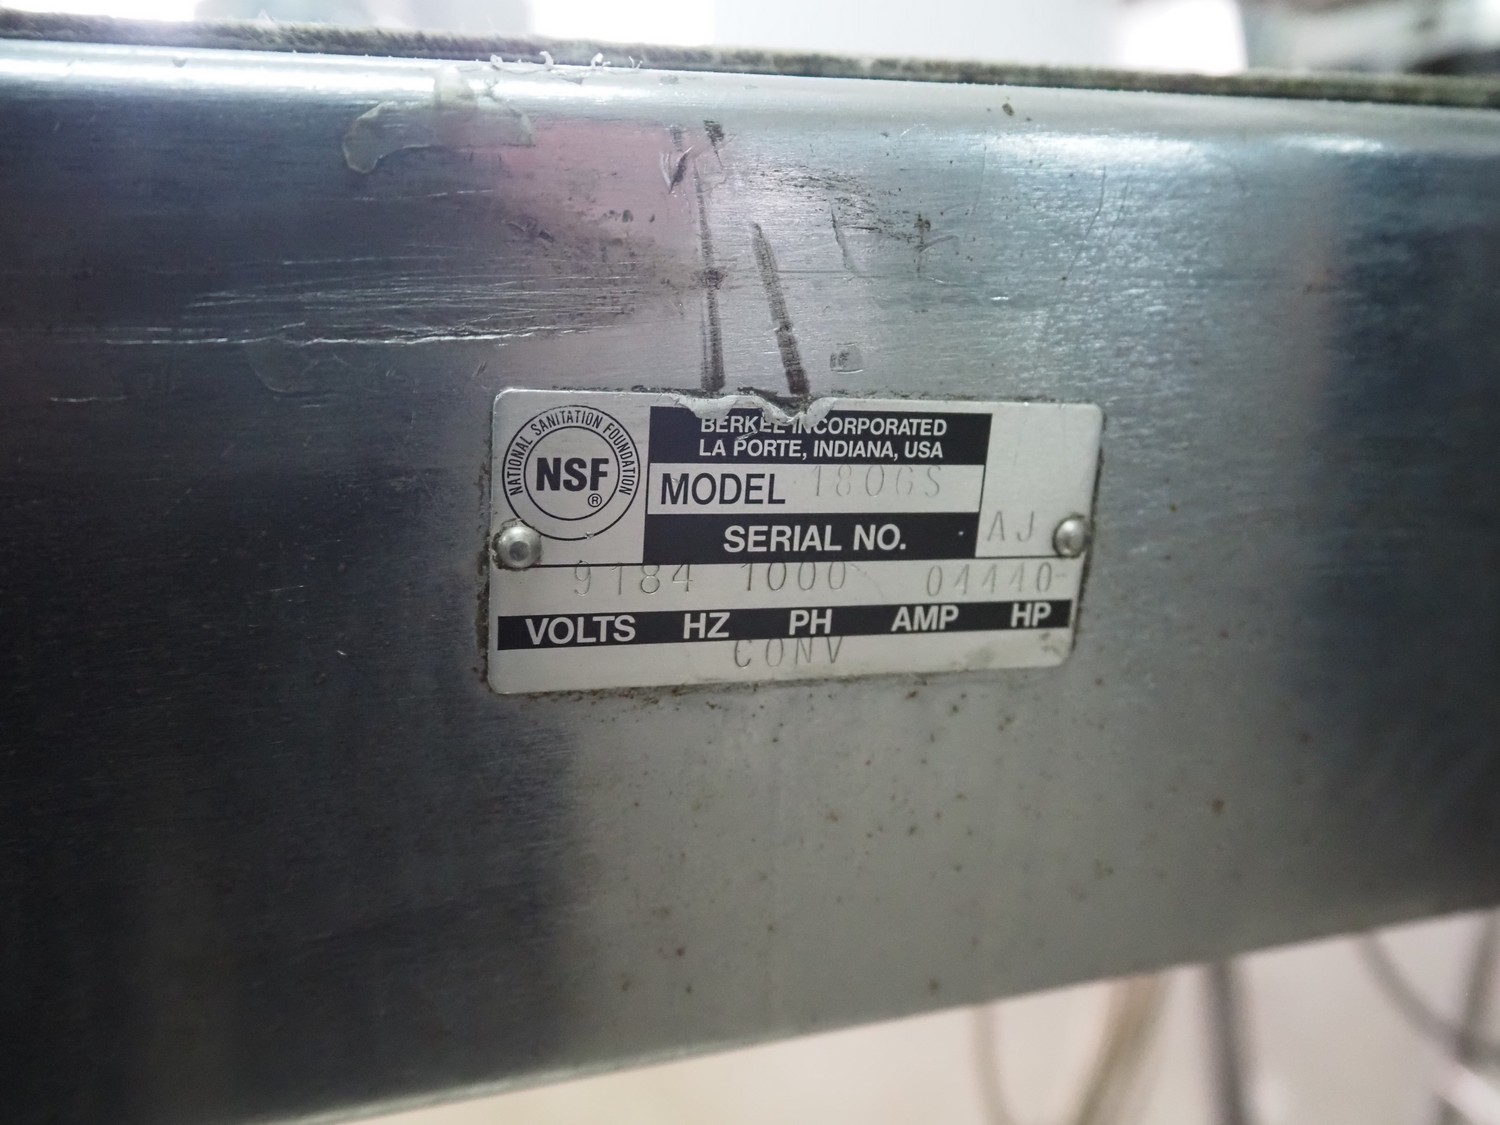 NATIONAL SANITATION FOUNDATION
NSF ®
BERKEL INCORPORATED
LA PORTE, INDIANA, USA
MODEL 180GS
SERIAL NO. AJ
9184 1000 04440
VOLTS HZ PH AMP HP
CONV